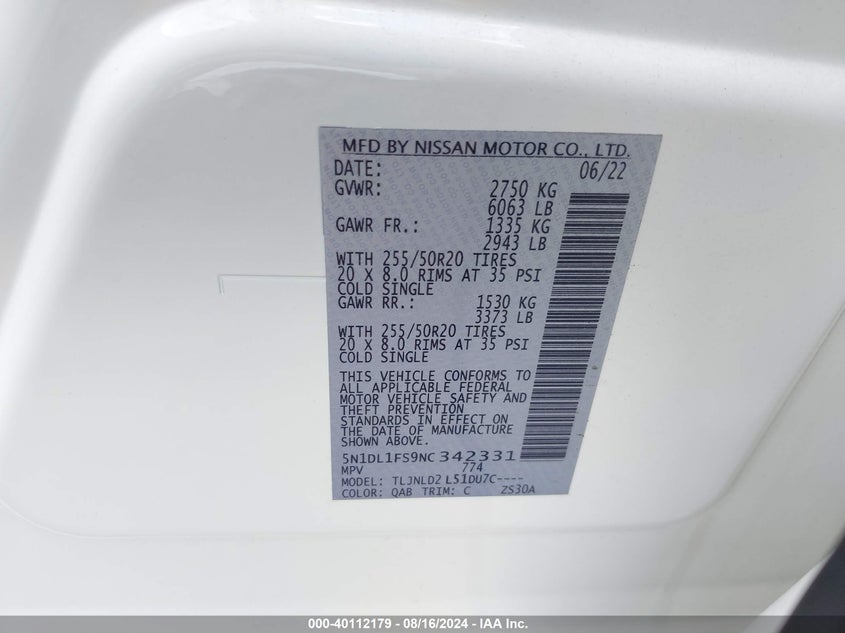 MFD BY NISSAN MOTOR CO., LTD.
DATE: 06/22
GVWR: 2750 KG
6063 LB
GAWR FR.: 1335 KG
2943 LB
WITH 255/50R20 TIRES
20 X 8.0 RIMS AT 35 PSI
COLD SINGLE
GAWR RR.: 1530 KG
3373 LB
WITH 255/50R20 TIRES
20 X 8.0 RIMS AT 35 PSI
COLD SINGLE
THIS VEHICLE CONFORMS TO
ALL APPLICABLE FEDERAL
MOTOR VEHICLE SAFETY AND
THEFT PREVENTION
STANDARDS IN EFFECT ON
THE DATE OF MANUFACTURE
SHOWN ABOVE.
5N1DL1FS9NC342331
MPV 774
MODEL: TLJNLD2 L51DU7C----
COLOR: QAB TRIM: C ZS30A
000-40112179 - 08/16/2024 - IAA Inc.